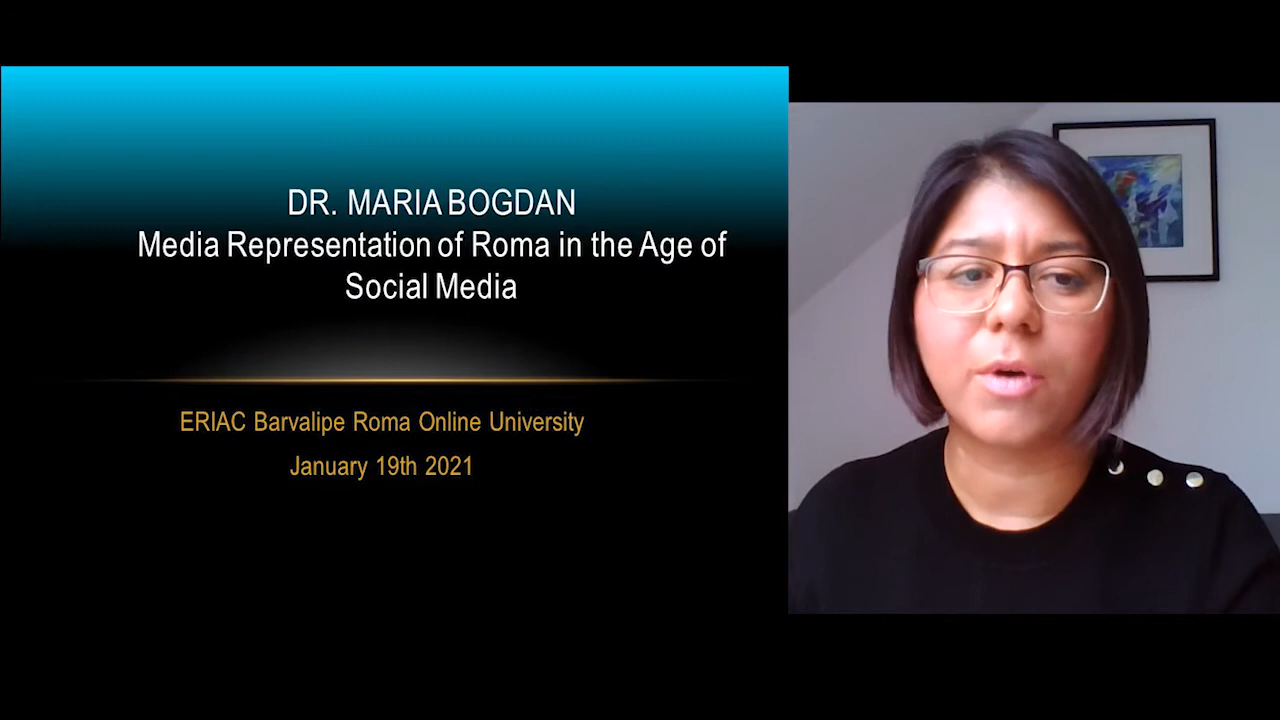 DR. MARIA BOGDAN
Media Representation of Roma in the Age of
Social Media
ERIAC Barvalipe Roma Online University
January 19th 2021